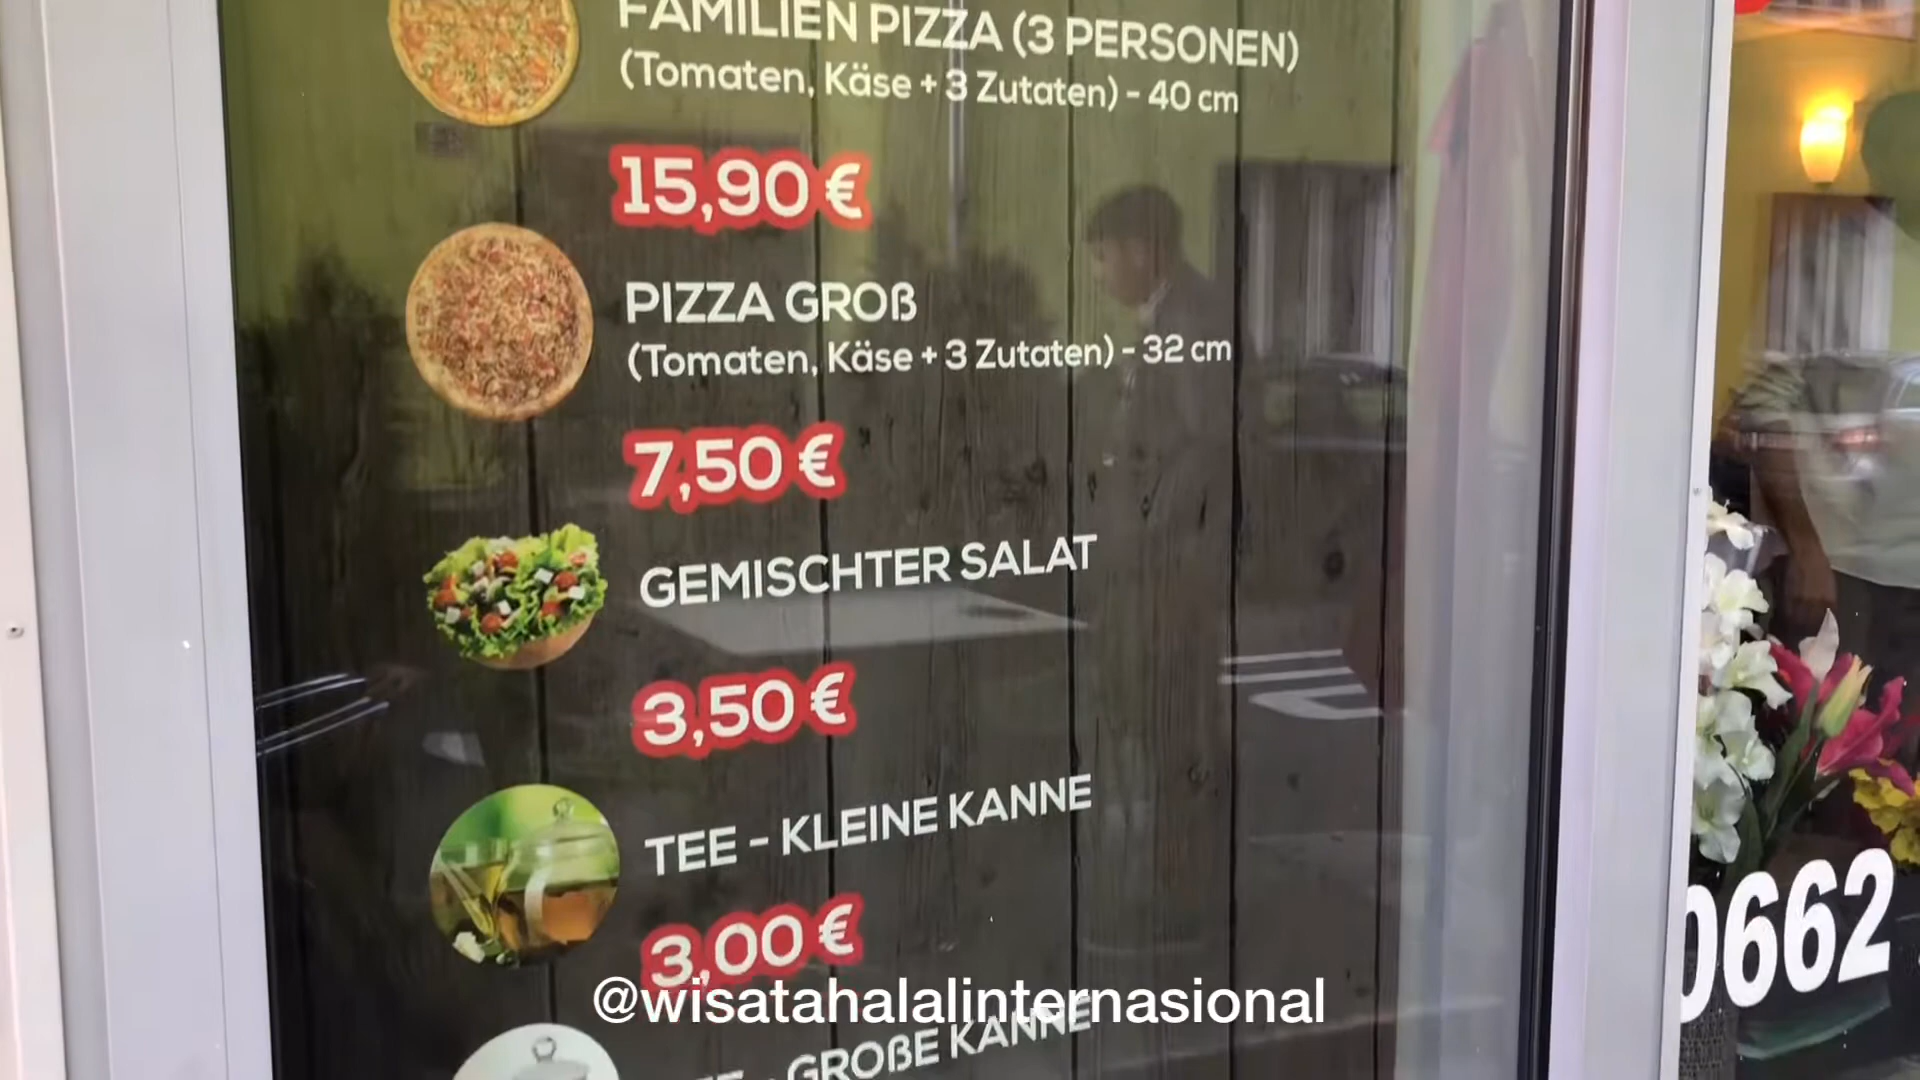 FAMILIEN PIZZA (3 PERSONEN)
(Tomaten, Käse + 3 Zutaten) - 40 cm
15,90 €
PIZZA GROß
(Tomaten, Käse + 3 Zutaten) - 32 cm
7,50 €
GEMISCHTER SALAT
3,50 €
TEE - KLEINE KANNE
3,00 €
@wisatahalalinternasional
- GROßE KANNE
0662